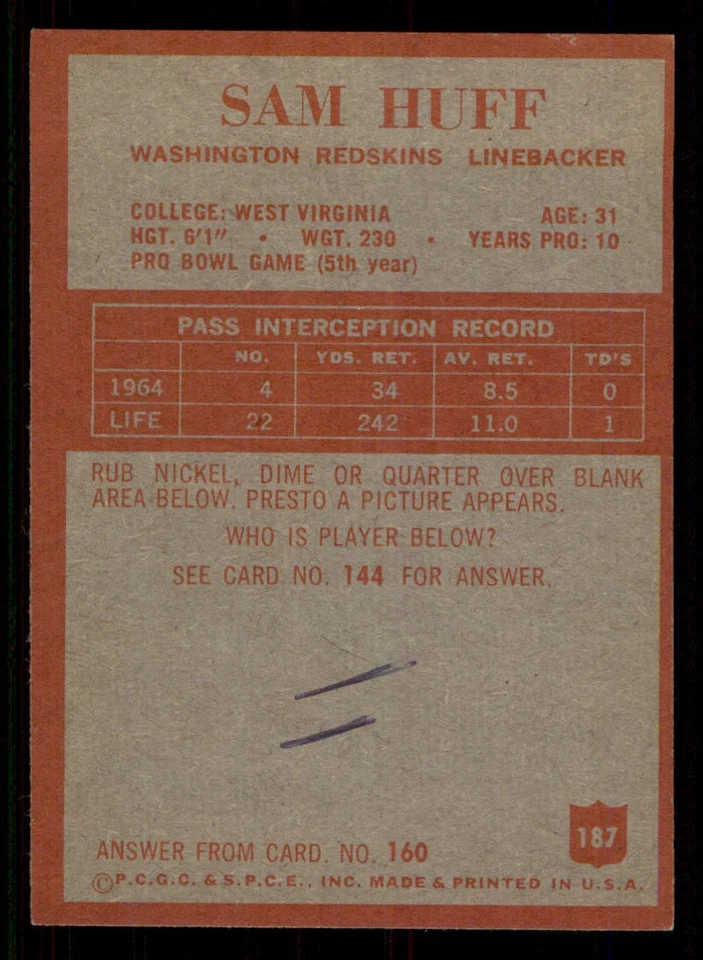 SAM HUFF
WASHINGTON REDSKINS LINEBACKER
COLLEGE: WEST VIRGINIA AGE: 31
HGT. 6'1" • WGT. 230 • YEARS PRO: 10
PRO BOWL GAME (5th year)
PASS INTERCEPTION RECORD
NO. YDS. RET. AV. RET. TD'S
1964 4 34 8.5 0
LIFE 22 242 11.0 1
RUB NICKEL, DIME OR QUARTER OVER BLANK
AREA BELOW. PRESTO A PICTURE APPEARS.
WHO IS PLAYER BELOW?
SEE CARD NO. 144 FOR ANSWER.
187
ANSWER FROM CARD. NO. 160
©P.C.G.C. & S.P.C.E., INC. MADE & PRINTED IN U.S.A.